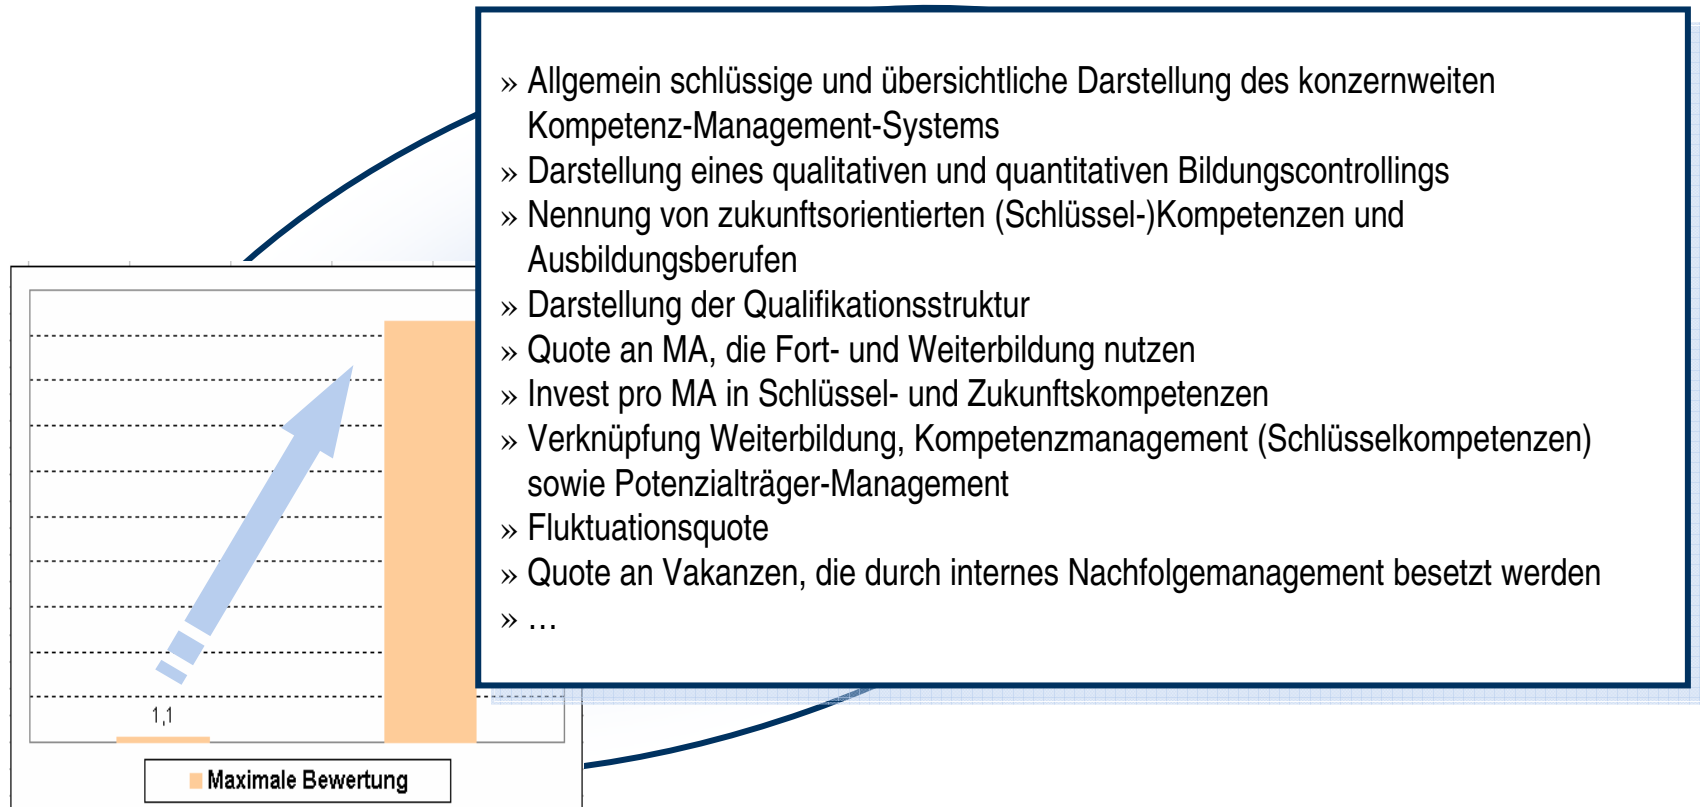 » Allgemein schlüssige und übersichtliche Darstellung des konzernweiten
Kompetenz-Management-Systems
» Darstellung eines qualitativen und quantitativen Bildungscontrollings
» Nennung von zukunftsorientierten (Schlüssel-)Kompetenzen und
Ausbildungsberufen
» Darstellung der Qualifikationsstruktur
» Quote an MA, die Fort- und Weiterbildung nutzen
» Invest pro MA in Schlüssel- und Zukunftskompetenzen
» Verknüpfung Weiterbildung, Kompetenzmanagement (Schlüsselkompetenzen)
sowie Potenzialträger-Management
» Fluktuationsquote
» Quote an Vakanzen, die durch internes Nachfolgemanagement besetzt werden
» …
1,1
Maximale Bewertung